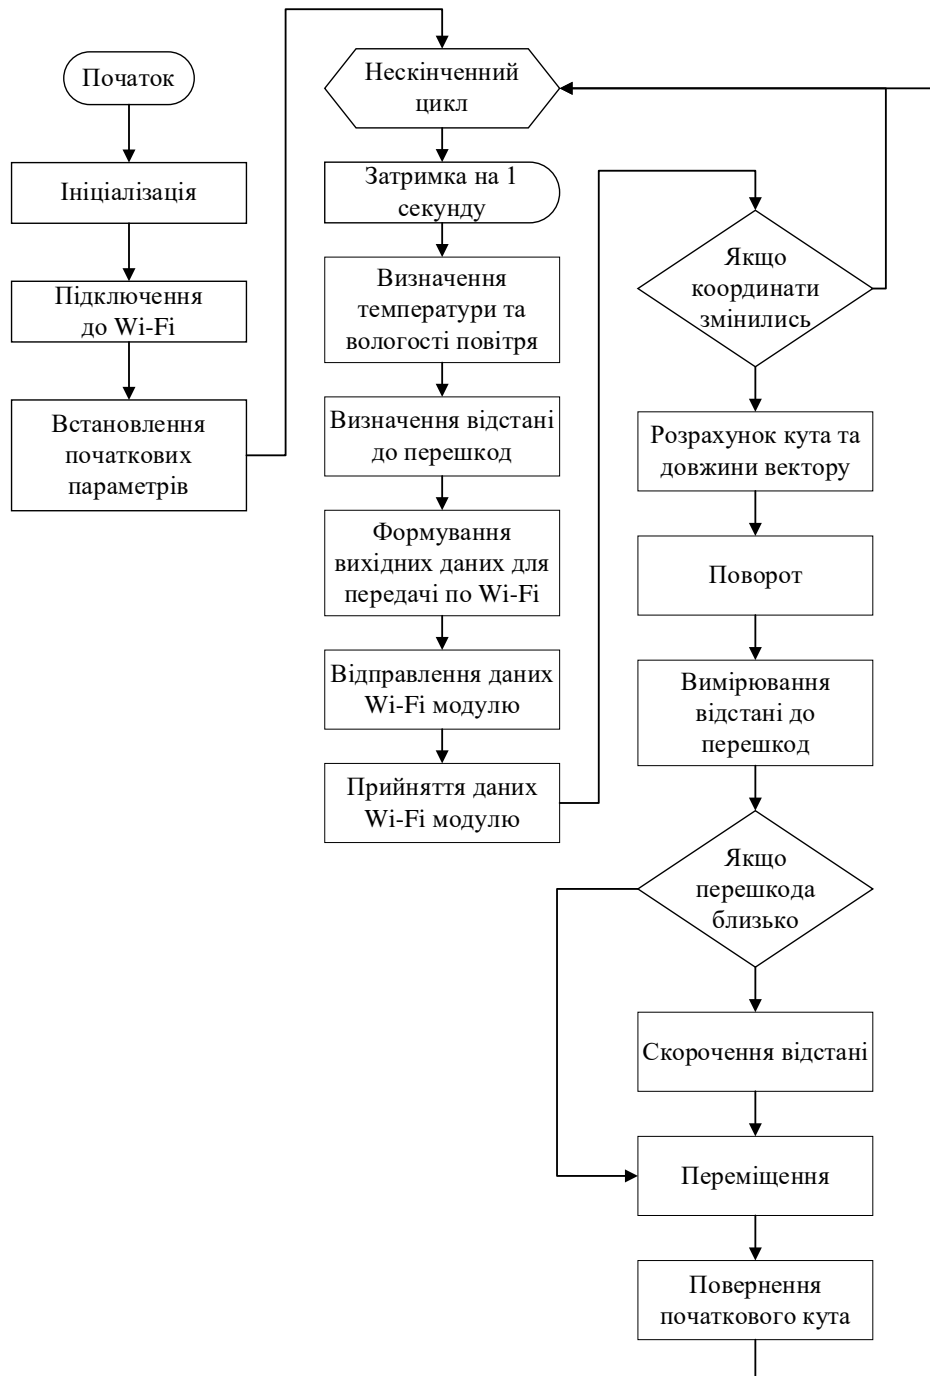 Початок
Ініціалізація
Підключення
до Wi-Fi
Встановлення
початкових
параметрів
Нескінченний
цикл
Затримка на 1
секунду
Визначення
температури та
вологості повітря
Визначення відстані
до перешкод
Формування
вихідних даних для
передачі по Wi-Fi
Відправлення даних
Wi-Fi модулю
Прийняття даних
Wi-Fi модулю
Якщо
координати
змінились
Розрахунок кута та
довжини вектору
Поворот
Вимірювання
відстані до
перешкод
Якщо
перешкода
близько
Скорочення відстані
Переміщення
Повернення
початкового кута